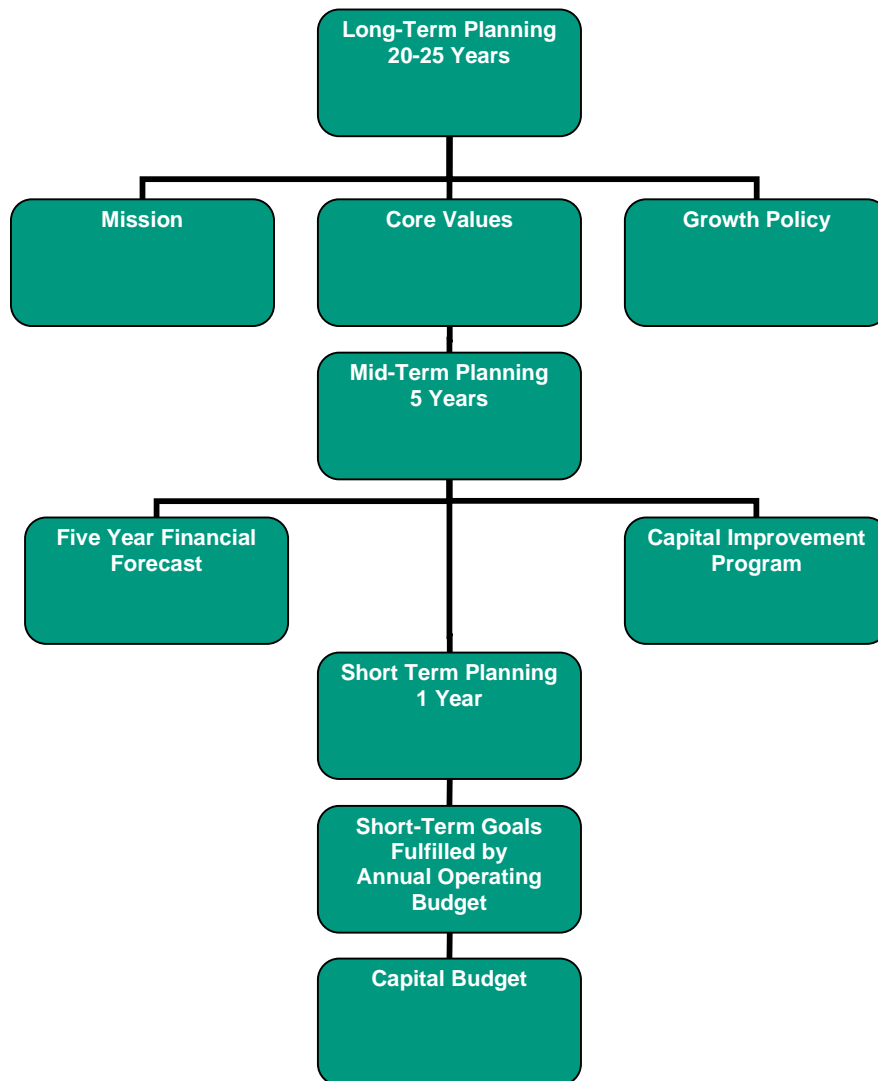 Long-Term Planning
20-25 Years
Mission
Core Values
Growth Policy
Mid-Term Planning
5 Years
Five Year Financial
Forecast
Capital Improvement
Program
Short Term Planning
1 Year
Short-Term Goals
Fulfilled by
Annual Operating
Budget
Capital Budget